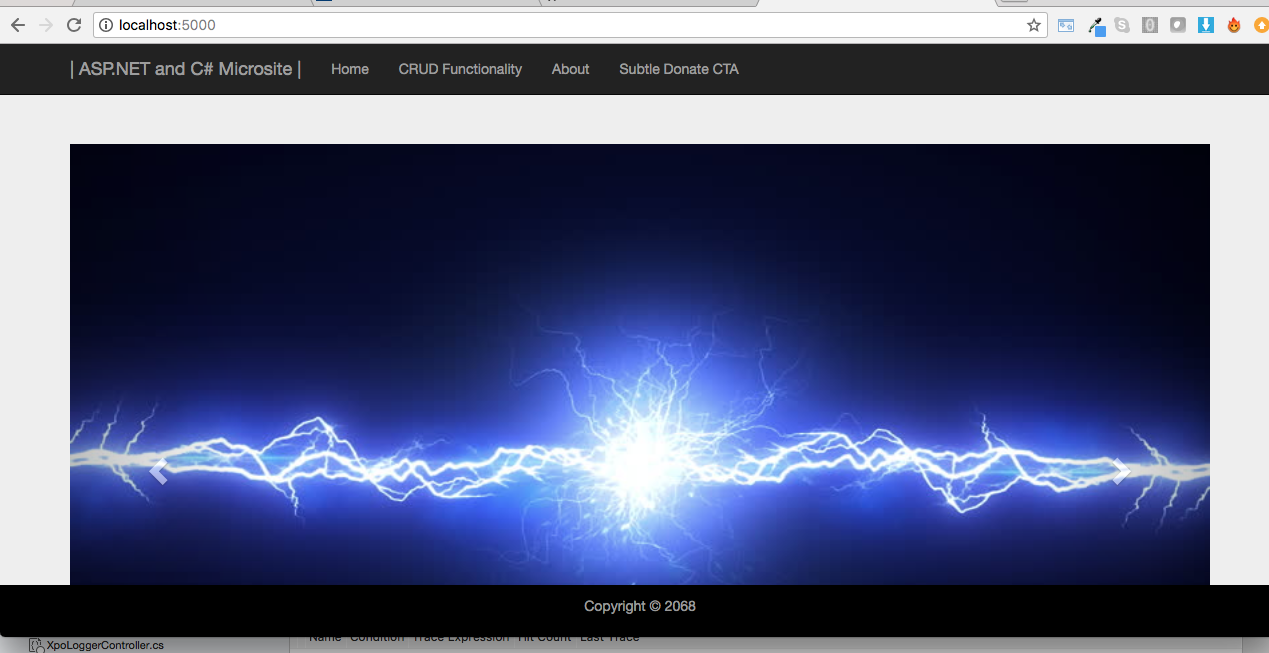 localhost:5000
| ASP.NET and C# Microsite | Home CRUD Functionality About Subtle Donate CTA
Copyright © 2068
Name Condition Trace Expression Hit Count Last Trace
XpoLoggerController.cs